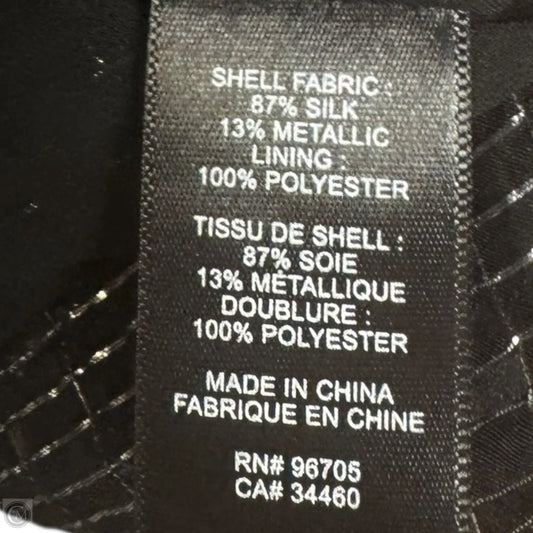 SHELL FABRIC :
87% SILK
13% METALLIC
LINING :
100% POLYESTER
TISSU DE SHELL :
87% SOIE
13% MÉTALLIQUE
DOUBLURE :
100% POLYESTER
MADE IN CHINA
FABRIQUE EN CHINE
RN# 96705
CA# 34460